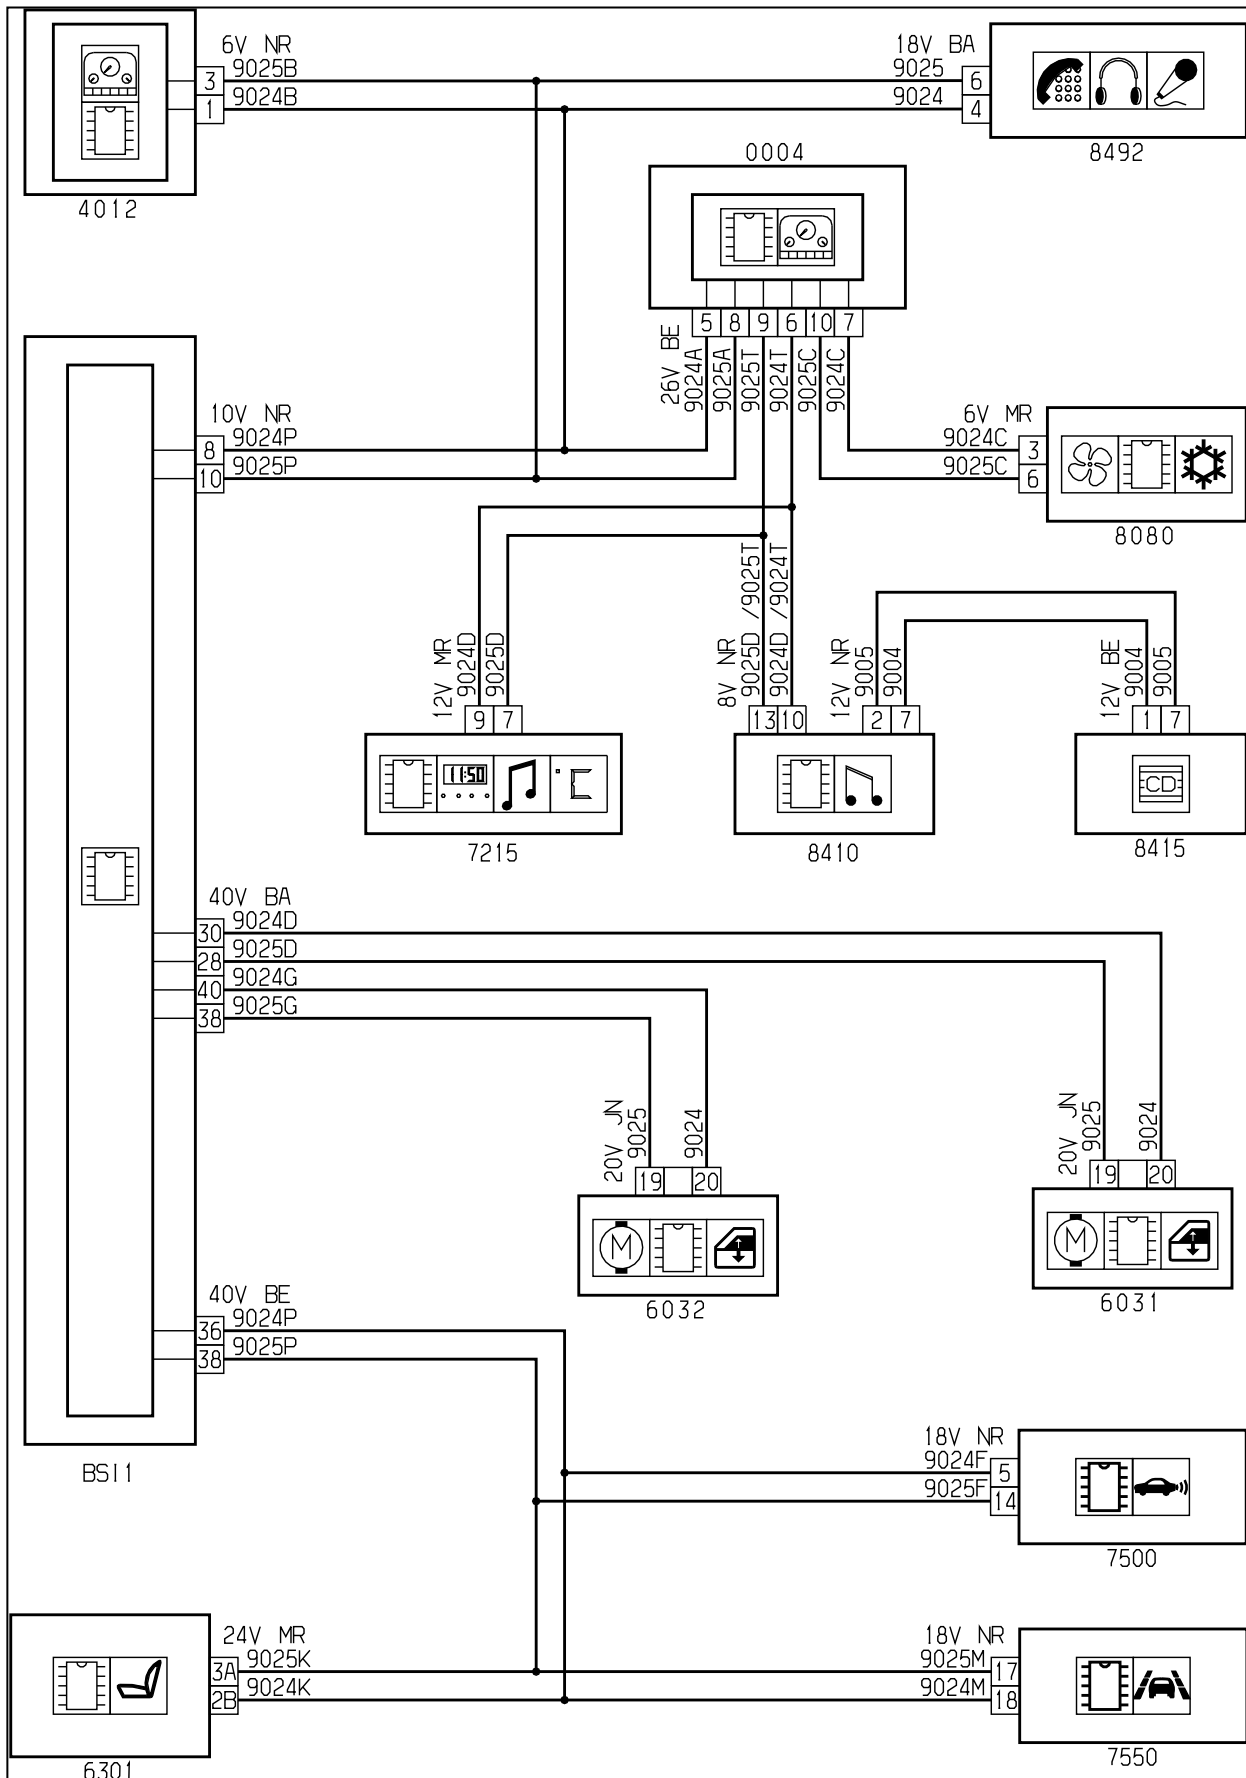 6V NR
9025B
3
9024B
1
4012
18V BA
9025
6
9024
4
8492
0004
5 8 9 6 10 7
26V BE
9024A
9025A
9025T
9024T
9025C
9024C
10V NR
9024P
8
9025P
10
6V MR
9024C
3
9025C
6
8080
12V MR
9024D
9025D
9 7
11:50
°C
7215
8V NR
9025D /9025T
9024D /9024T
13 10
12V NR
9005
9004
2 7
8410
12V BE
9004
9005
1 7
CD
8415
40V BA
9024D
30
9025D
28
9024G
40
9025G
38
20V JN
9025
9024
19 20
M
6032
20V JN
9025
9024
19 20
M
6031
40V BE
9024P
36
9025P
38
BSI1
18V NR
9024F
5
9025F
14
7500
24V MR
9025K
3A
9024K
2B
6301
18V NR
9025M
17
9024M
18
7550